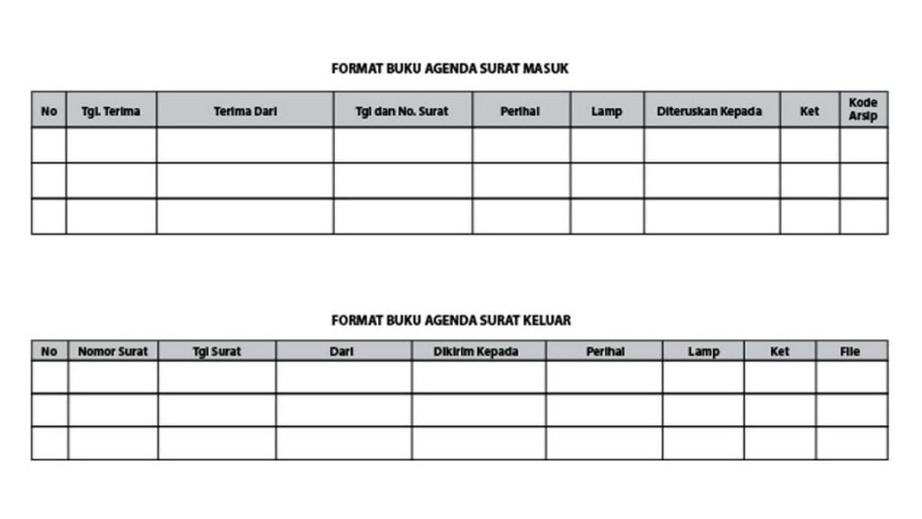 FORMAT BUKU AGENDA SURAT MASUK
No Tgl. Terima Terima Dari Tgl dan No. Surat Perihal Lamp Diteruskan Kepada Ket Kode Arsip
FORMAT BUKU AGENDA SURAT KELUAR
No Nomor Surat Tgl Surat Dari Dikirim Kepada Perihal Lamp Ket File